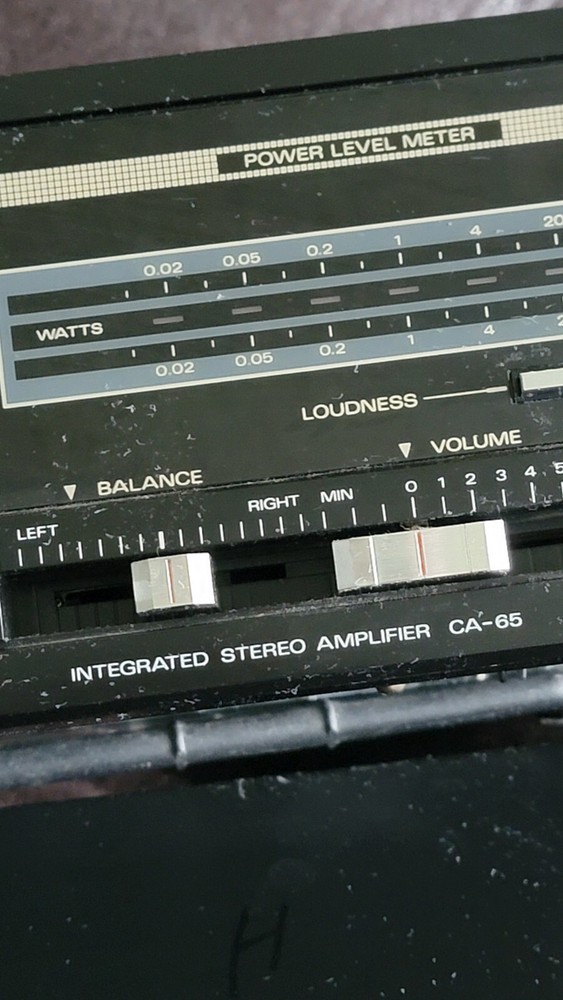 POWER LEVEL METER
0.02 0.05 0.2 1 4 20
WATTS
0.02 0.05 0.2 1 4 2
LOUDNESS
BALANCE VOLUME
LEFT RIGHT MIN 0 1 2 3 4 5
INTEGRATED STEREO AMPLIFIER CA-65
H